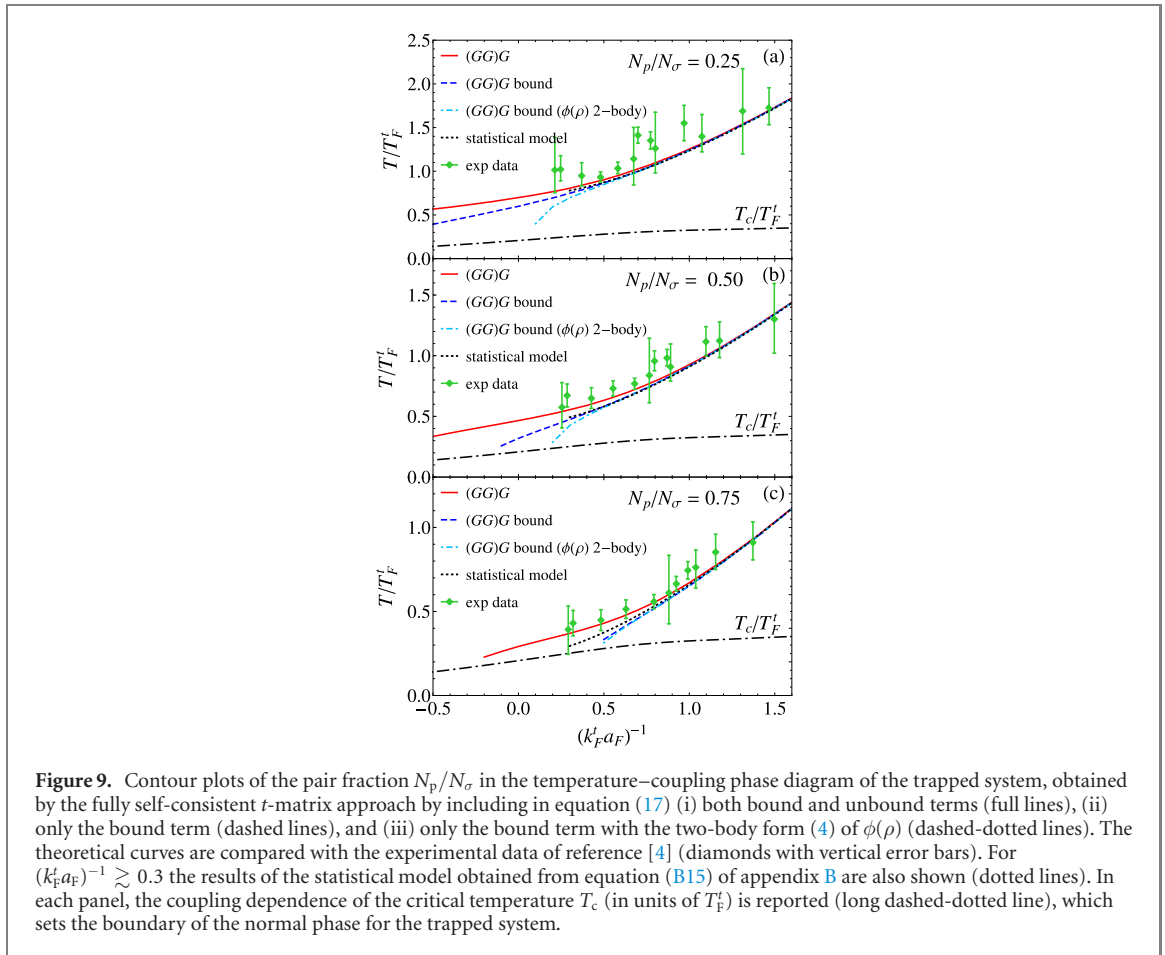 (a)
N_p/N_σ = 0.25
(GG)G
(GG)G bound
(GG)G bound (ϕ(ρ) 2−body)
statistical model
exp data
T_c/T_F^t
T/T_F^t
2.5
2.0
1.5
1.0
0.5
0.0
(b)
N_p/N_σ = 0.50
(GG)G
(GG)G bound
(GG)G bound (ϕ(ρ) 2−body)
statistical model
exp data
T_c/T_F^t
T/T_F^t
1.5
1.0
0.5
0.0
(c)
N_p/N_σ = 0.75
(GG)G
(GG)G bound
(GG)G bound (ϕ(ρ) 2−body)
statistical model
exp data
T_c/T_F^t
T/T_F^t
1.0
0.5
0.0
−0.5 0.0 0.5 1.0 1.5
(k_F^t a_F)^{−1}
Figure 9. Contour plots of the pair fraction N_p/N_σ in the temperature–coupling phase diagram of the trapped system, obtained
by the fully self-consistent t-matrix approach by including in equation (17) (i) both bound and unbound terms (full lines), (ii)
only the bound term (dashed lines), and (iii) only the bound term with the two-body form (4) of ϕ(ρ) (dashed-dotted lines). The
theoretical curves are compared with the experimental data of reference [4] (diamonds with vertical error bars). For
(k_F^t a_F)^{−1} ≳ 0.3 the results of the statistical model obtained from equation (B15) of appendix B are also shown (dotted lines). In
each panel, the coupling dependence of the critical temperature T_c (in units of T_F^t) is reported (long dashed-dotted line), which
sets the boundary of the normal phase for the trapped system.